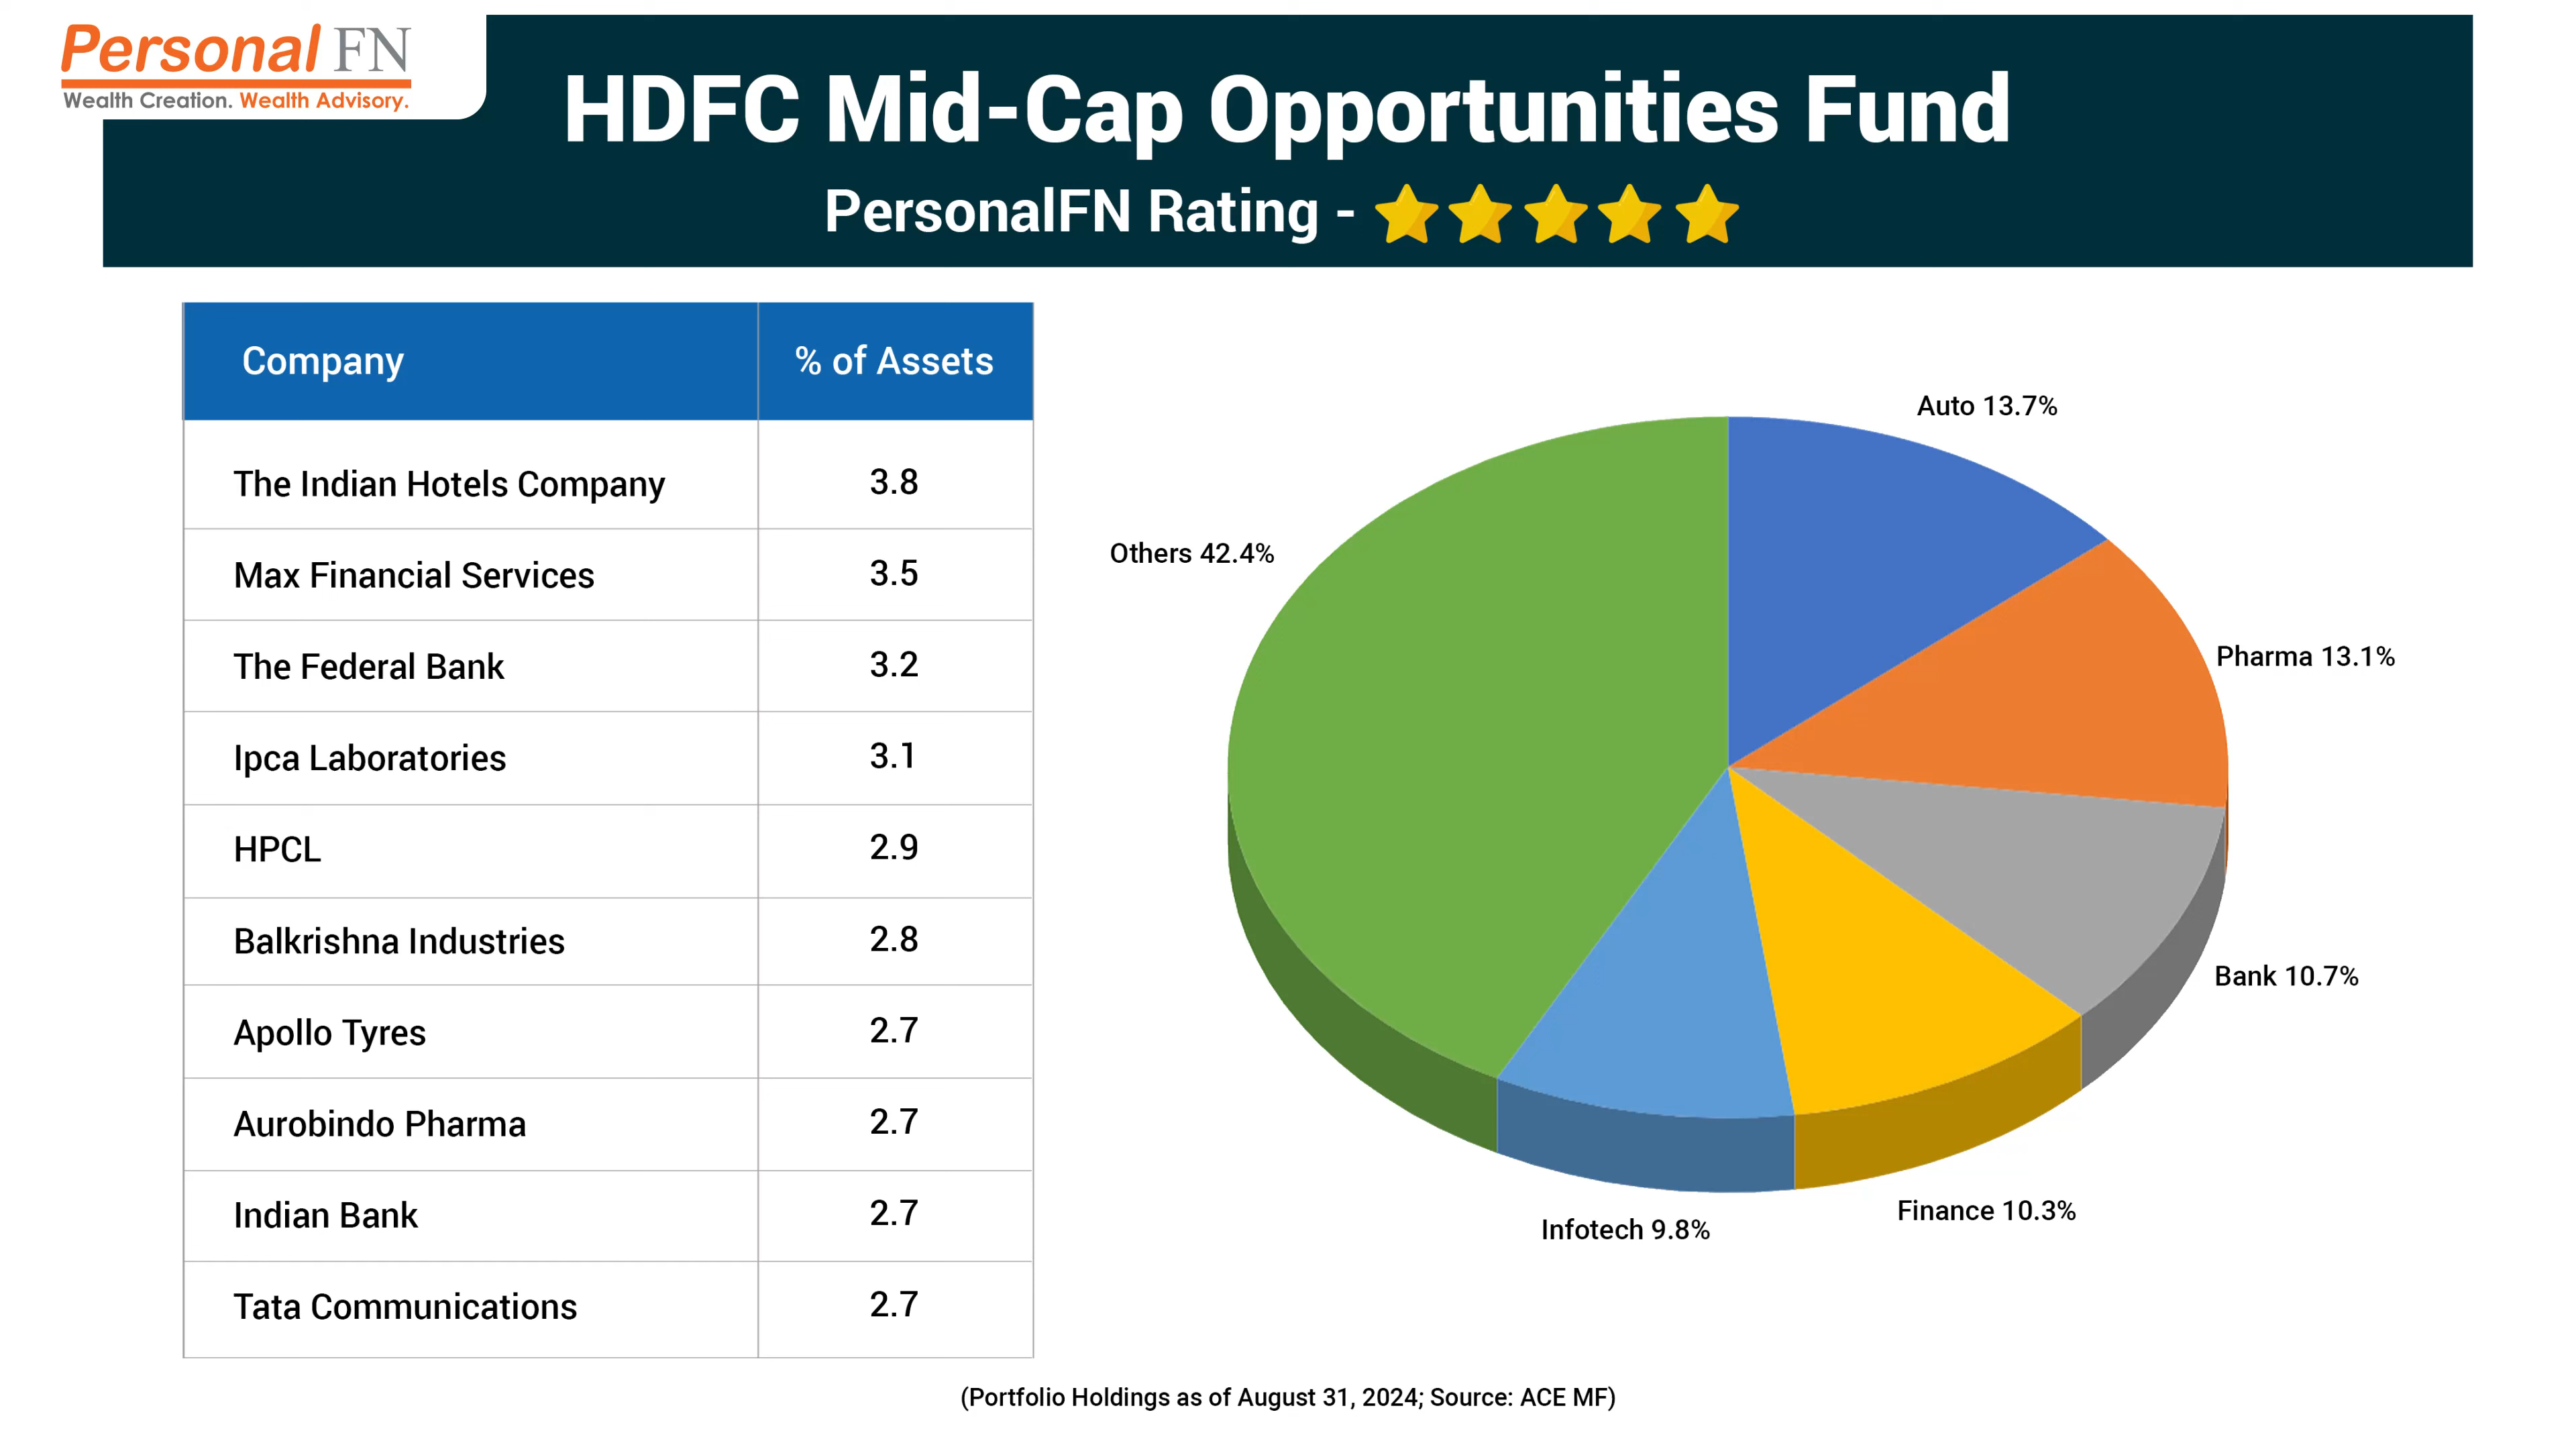 Personal FN
Wealth Creation. Wealth Advisory.
HDFC Mid-Cap Opportunities Fund
PersonalFN Rating -
Company % of Assets
The Indian Hotels Company 3.8
Max Financial Services 3.5
The Federal Bank 3.2
Ipca Laboratories 3.1
HPCL 2.9
Balkrishna Industries 2.8
Apollo Tyres 2.7
Aurobindo Pharma 2.7
Indian Bank 2.7
Tata Communications 2.7
Auto 13.7%
Pharma 13.1%
Bank 10.7%
Finance 10.3%
Infotech 9.8%
Others 42.4%
(Portfolio Holdings as of August 31, 2024; Source: ACE MF)